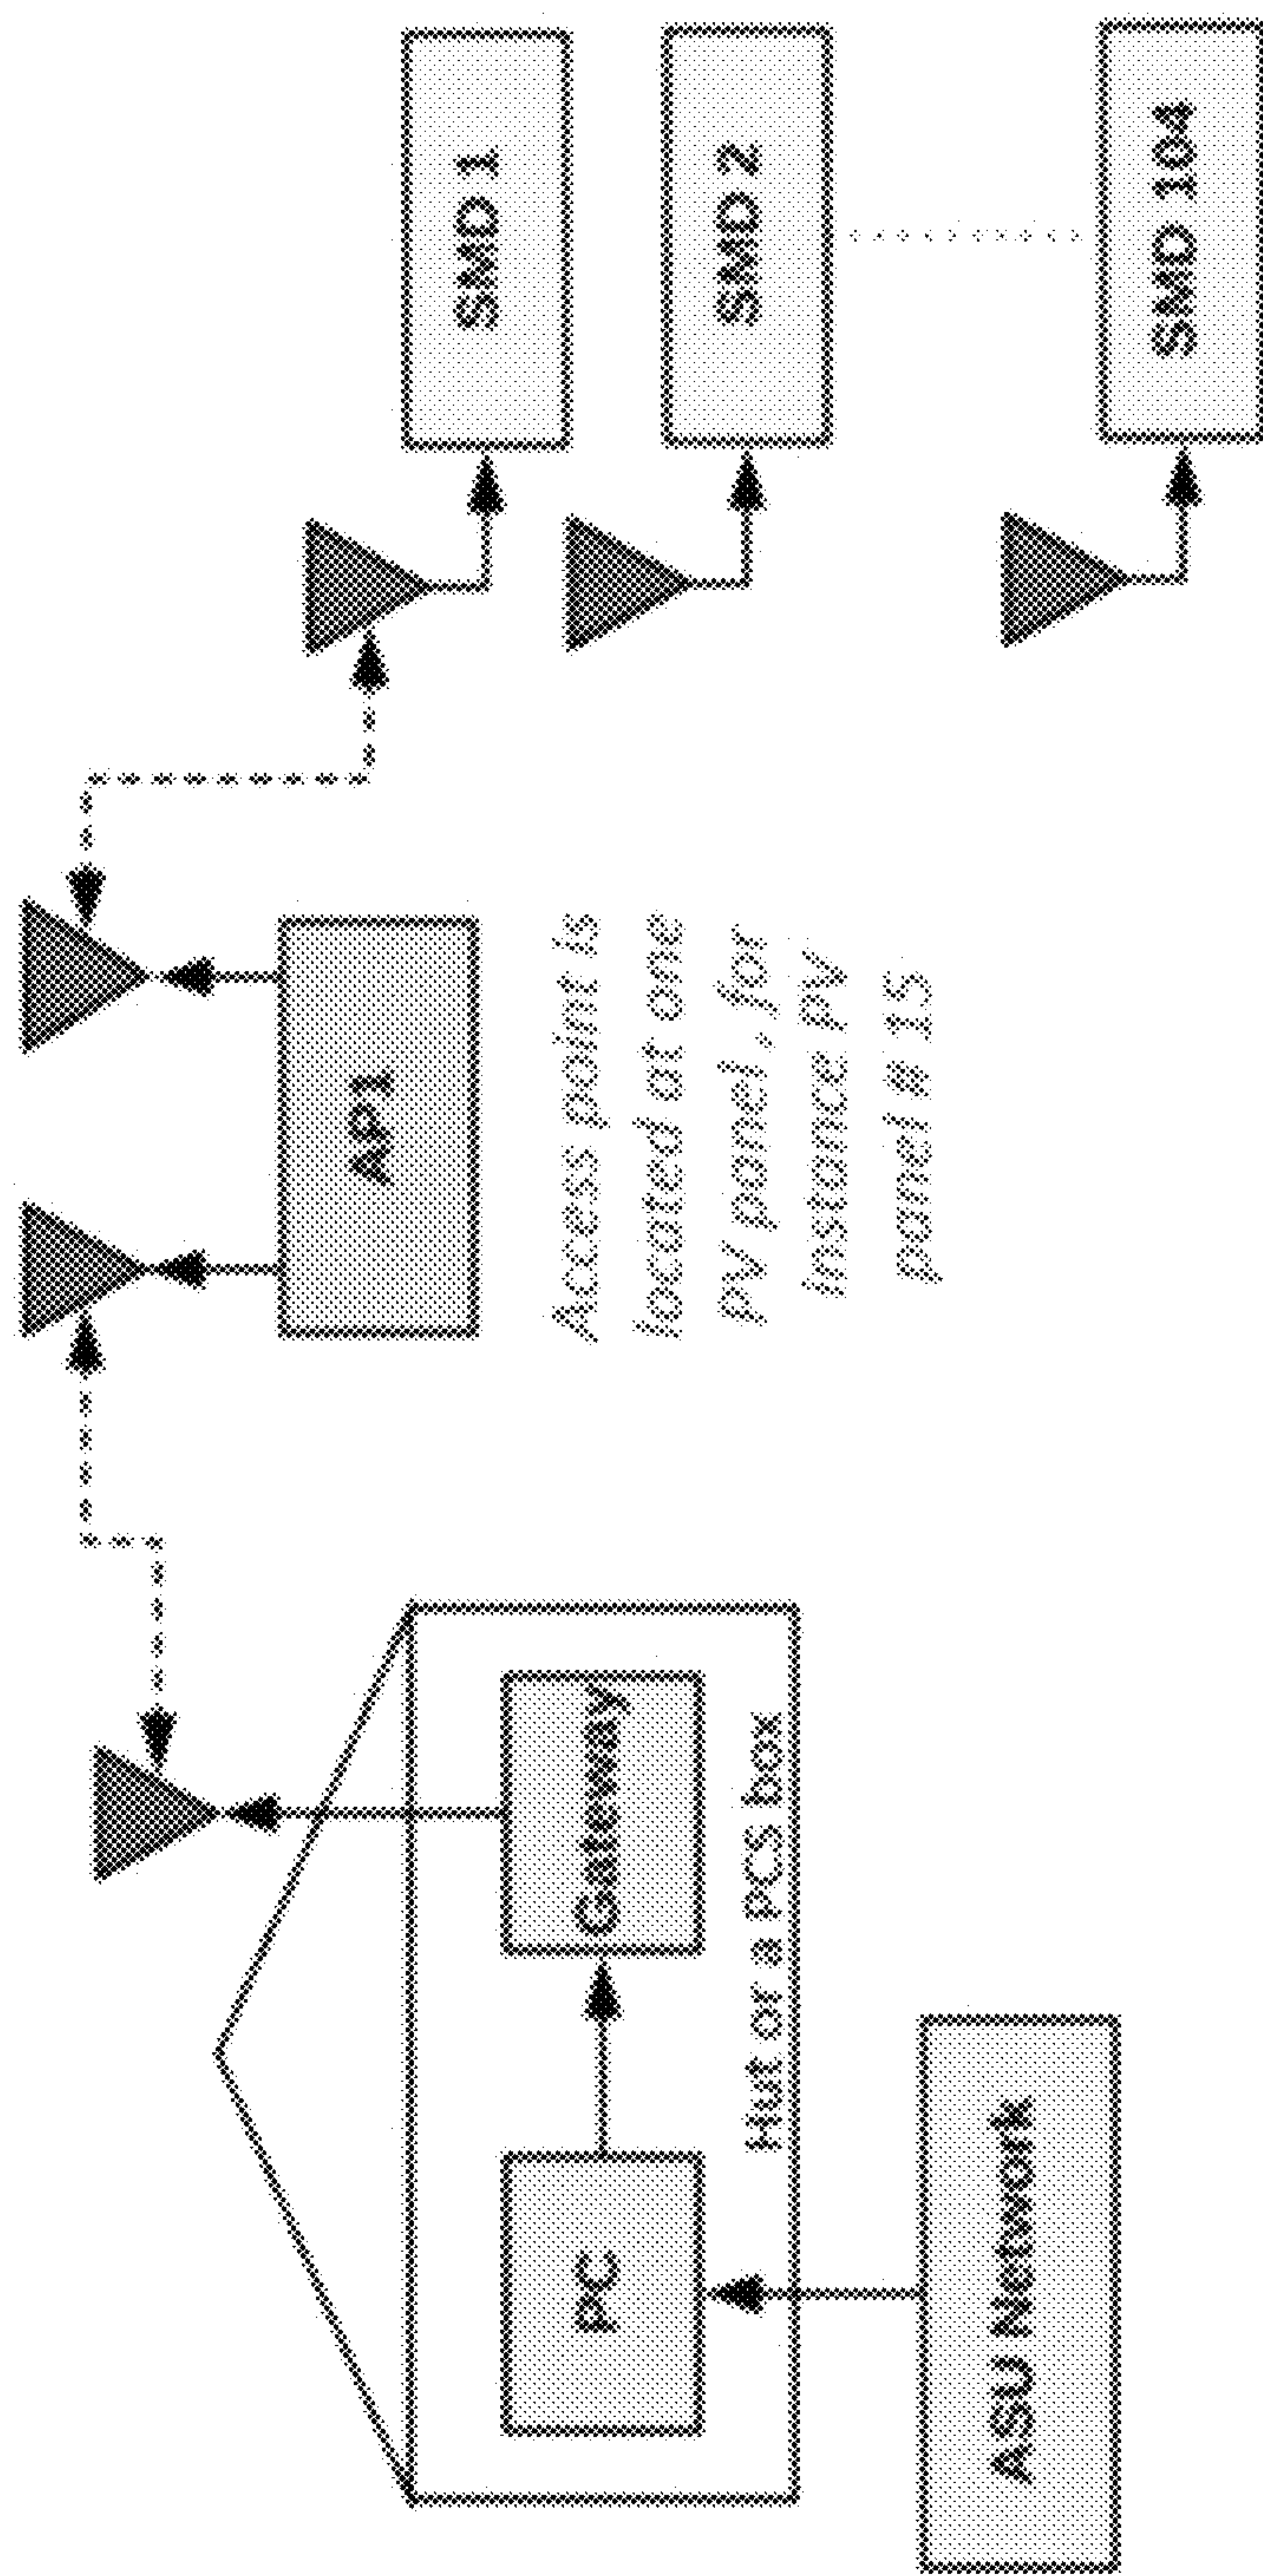 PC
Gateway
Hut or a PCS box
ASU Network
AP1
Access point is
located at one
PV panel, for
instance PV
panel # 15
SMD 1
SMD 2
SMD 104